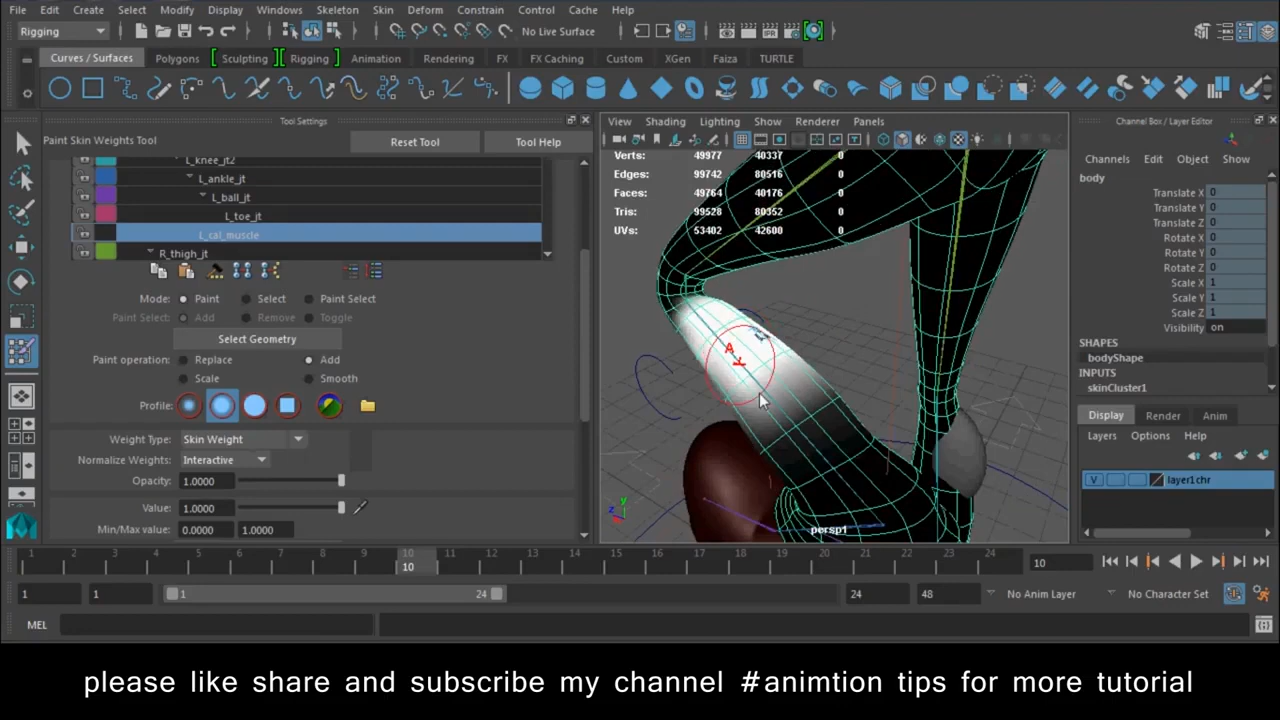 File Edit Create Select Modify Display Windows Skeleton Skin Deform Constrain Control Cache Help
Rigging No Live Surface
Curves / Surfaces Polygons Sculpting Rigging Animation Rendering FX FX Caching Custom XGen Faiza TURTLE
Tool Settings
Paint Skin Weights Tool Reset Tool Tool Help
L_knee_jt2
L_ankle_jt
L_ball_jt
L_toe_jt
L_cal_muscle
R_thigh_jt
Mode: Paint Select Paint Select
Paint Select: Add Remove Toggle
Select Geometry
Paint operation: Replace Add
Scale Smooth
Profile:
Weight Type: Skin Weight
Normalize Weights: Interactive
Opacity: 1.0000
Value: 1.0000
Min/Max value: 0.0000 1.0000
View Shading Lighting Show Renderer Panels
Verts: 49977 40337 0
Edges: 99742 80516 0
Faces: 49764 40176 0
Tris: 99528 80352 0
UVs: 53402 42600 0
A
y
z
persp1
Channel Box / Layer Editor
Channels Edit Object Show
body
Translate X 0
Translate Y 0
Translate Z 0
Rotate X 0
Rotate Y 0
Rotate Z 0
Scale X 1
Scale Y 1
Scale Z 1
Visibility on
SHAPES
bodyShape
INPUTS
skinCluster1
Display Render Anim
Layers Options Help
V layer1chr
1 2 3 4 5 6 7 8 9 10 11 12 13 14 15 16 17 18 19 20 21 22 23 24
10
10
1 1 1 24 24 48 No Anim Layer No Character Set
MEL
please like share and subscribe my channel #animtion tips for more tutorial